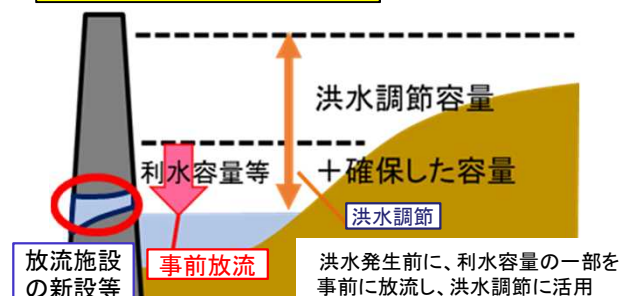 洪水調節容量
利水容量等
+確保した容量
洪水調節
放流施設
の新設等
事前放流
洪水発生前に、利水容量の一部を
事前に放流し、洪水調節に活用